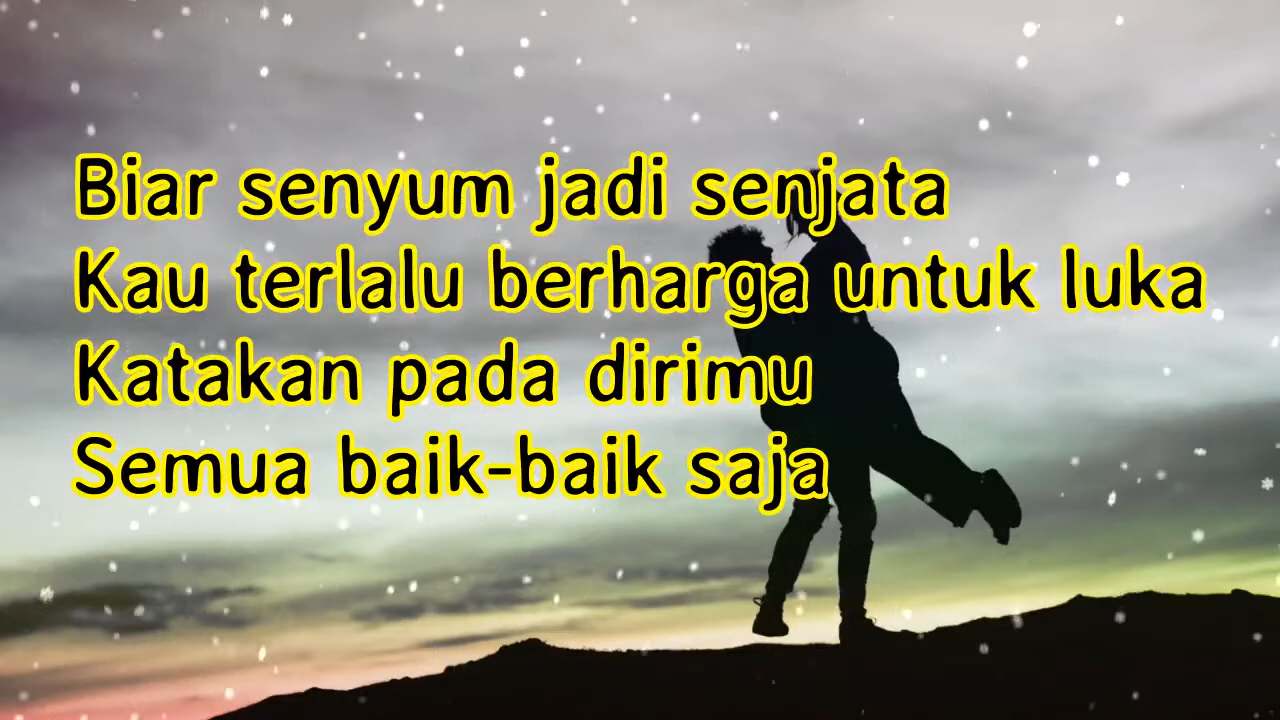 Biar senyum jadi senjata
Kau terlalu berharga untuk luka
Katakan pada dirimu
Semua baik-baik saja